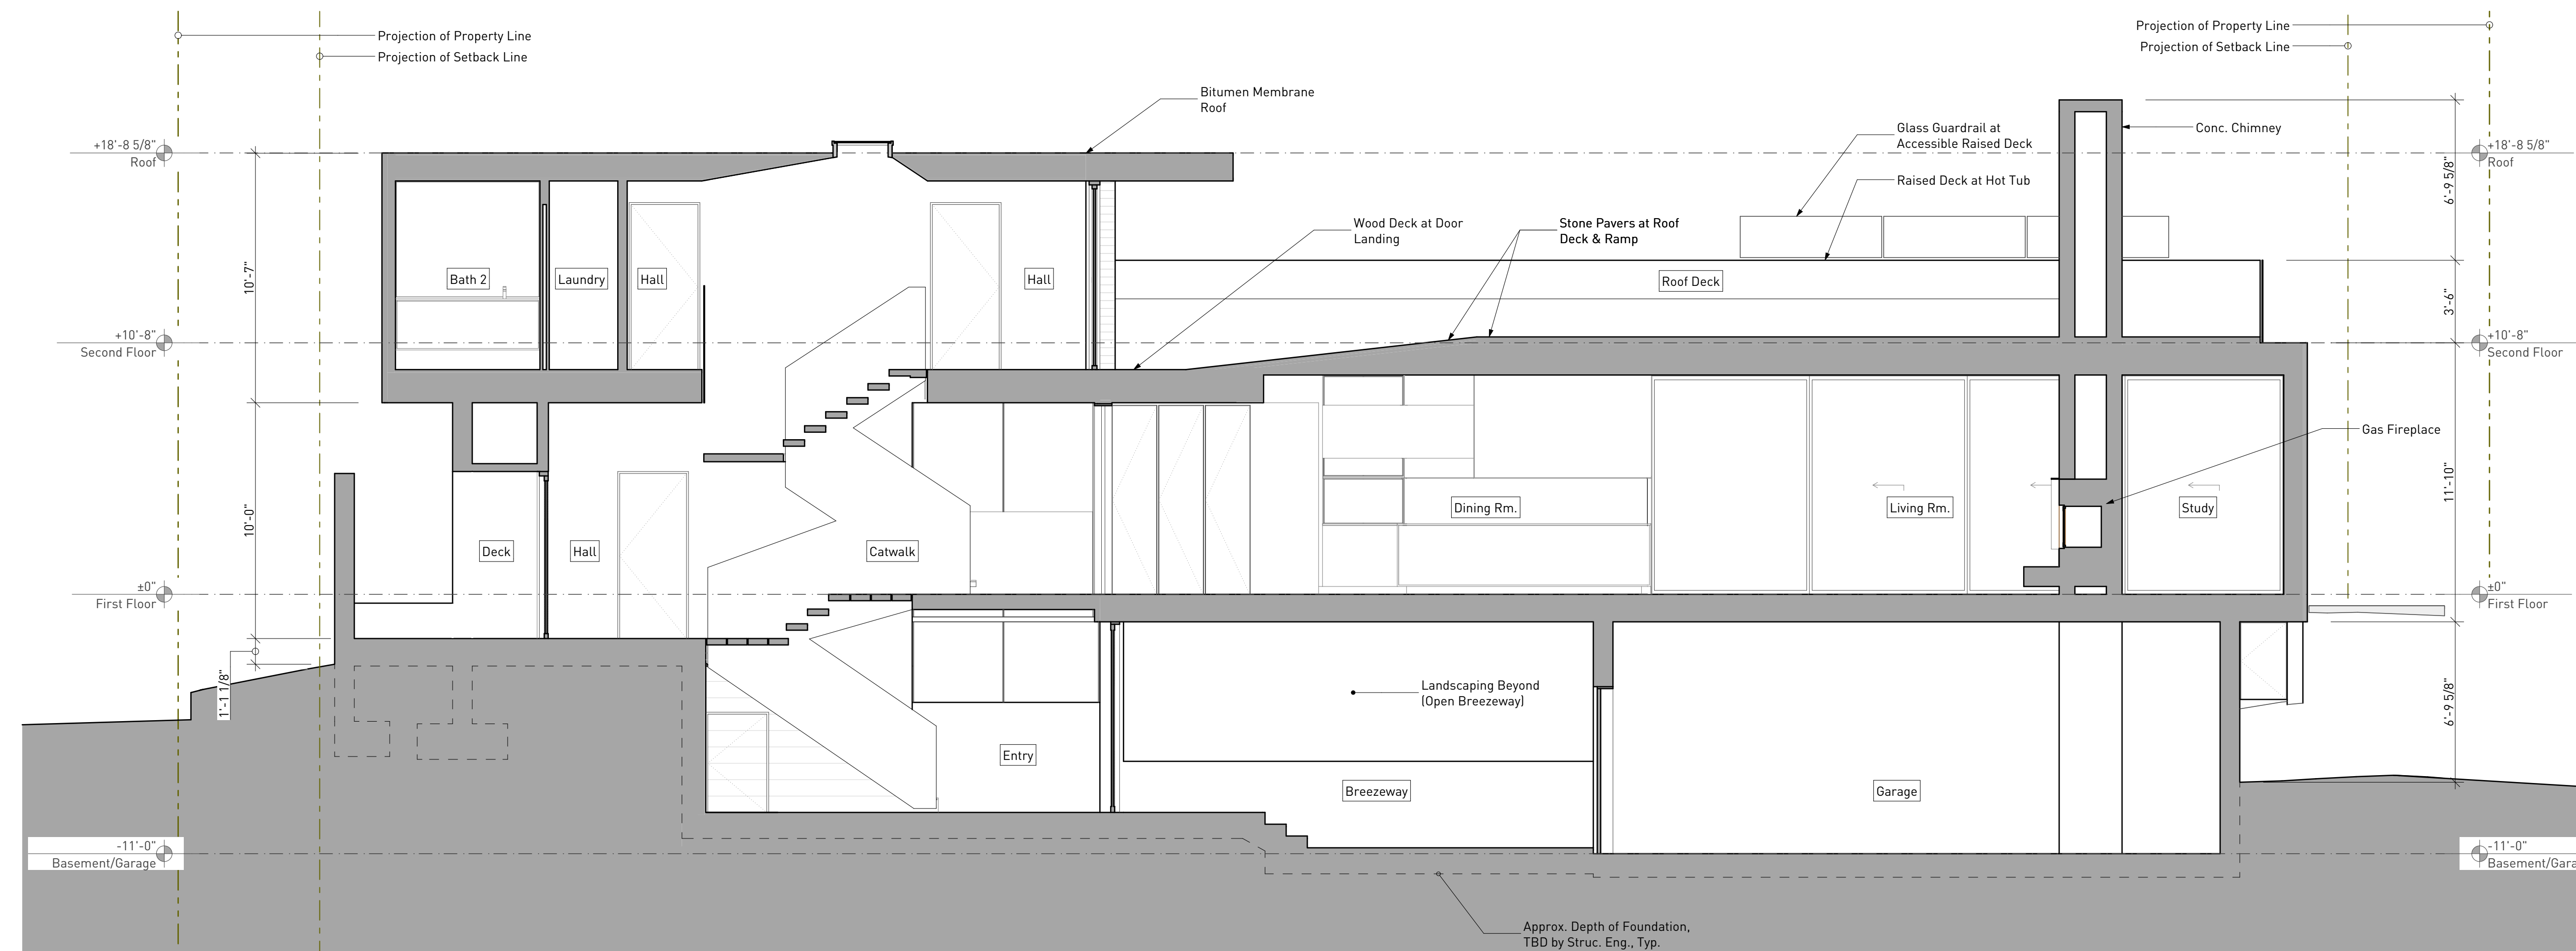 Projection of Property Line
Projection of Setback Line
Projection of Property Line
Projection of Setback Line
Bitumen Membrane
Roof
Glass Guardrail at
Accessible Raised Deck
Conc. Chimney
+18'-8 5/8"
Roof
+18'-8 5/8"
Roof
6'-9 5/8"
Raised Deck at Hot Tub
Wood Deck at Door
Landing
Stone Pavers at Roof
Deck & Ramp
10'-7"
Bath 2
Laundry
Hall
Hall
Roof Deck
3'-6"
+10'-8"
Second Floor
+10'-8"
Second Floor
Gas Fireplace
10'-0"
Dining Rm.
Living Rm.
Study
11'-10"
Deck
Hall
Catwalk
±0"
First Floor
±0"
First Floor
1'-1 1/8"
Landscaping Beyond
(Open Breezeway)
6'-9 5/8"
Entry
Breezeway
Garage
-11'-0"
Basement/Garage
-11'-0"
Basement/Gara
Approx. Depth of Foundation,
TBD by Struc. Eng., Typ.